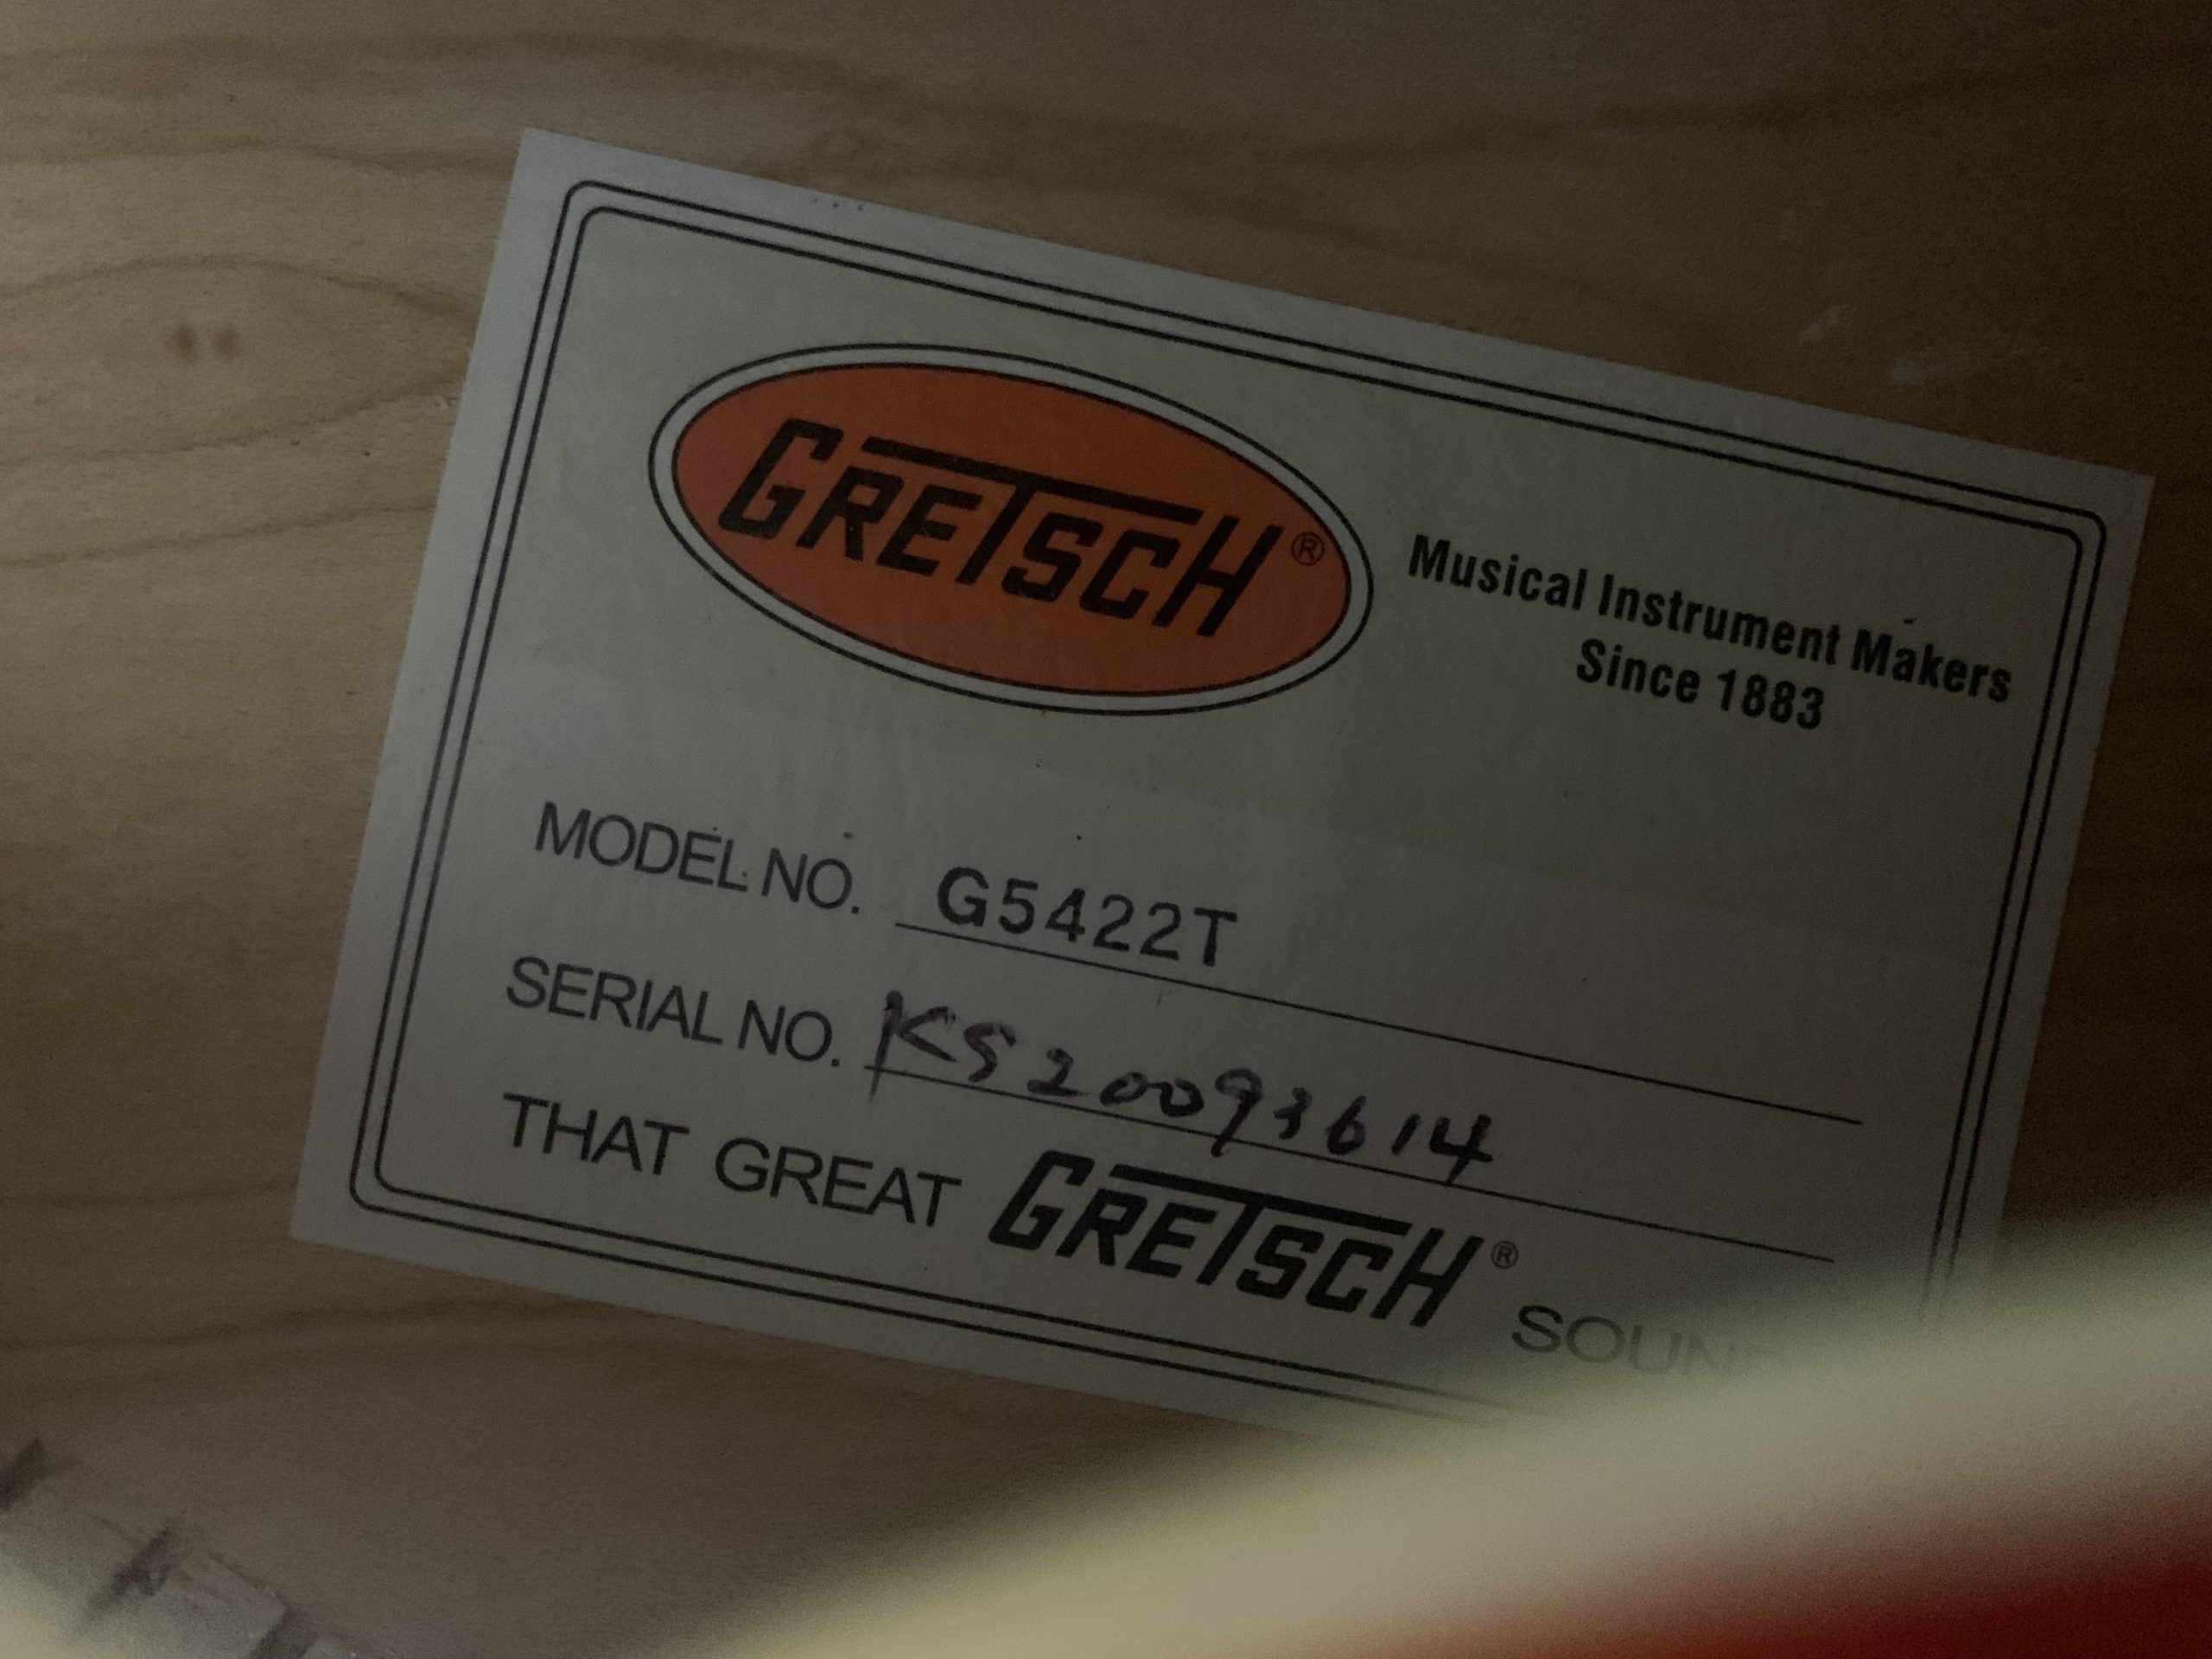 GRETSCH®
Musical Instrument Makers
Since 1883
MODEL NO. G5422T
SERIAL NO. KS20093614
THAT GREAT GRETSCH® SOUN